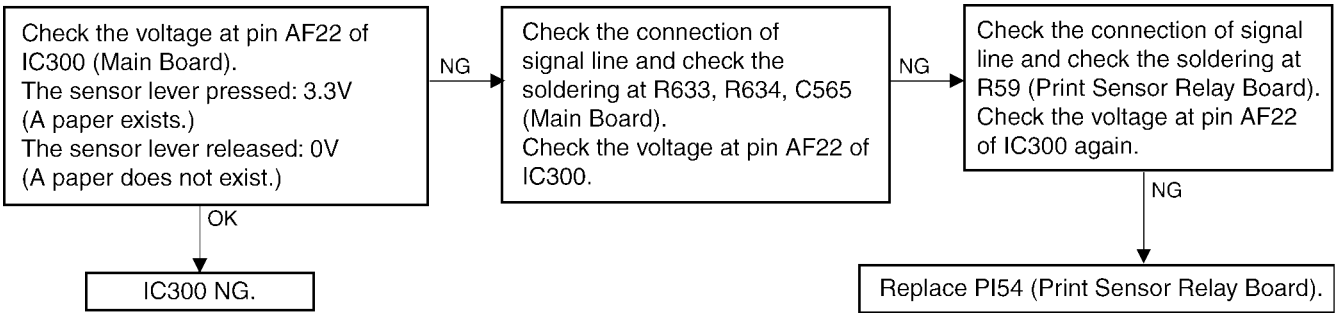 Check the voltage at pin AF22 of
IC300 (Main Board).
The sensor lever pressed: 3.3V
(A paper exists.)
The sensor lever released: 0V
(A paper does not exist.)
NG
Check the connection of
signal line and check the
soldering at R633, R634, C565
(Main Board).
Check the voltage at pin AF22 of
IC300.
NG
Check the connection of signal
line and check the soldering at
R59 (Print Sensor Relay Board).
Check the voltage at pin AF22
of IC300 again.
OK
NG
IC300 NG.
Replace PI54 (Print Sensor Relay Board).